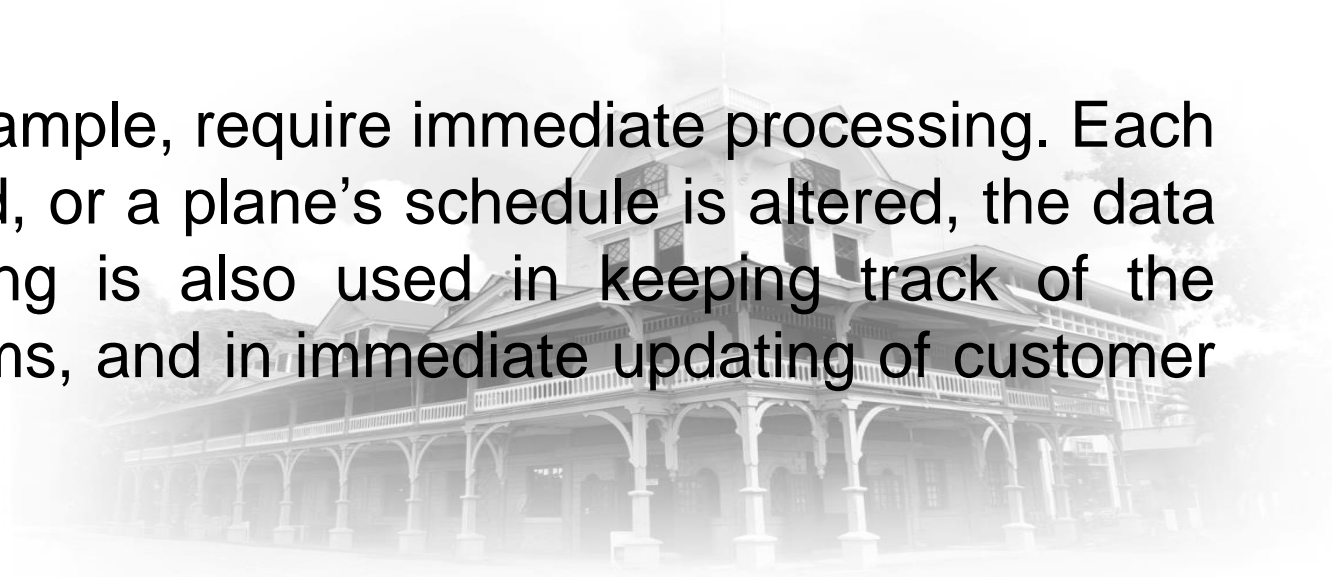 ample, require immediate processing. Each
, or a plane’s schedule is altered, the data
ng is also used in keeping track of the
ms, and in immediate updating of customer